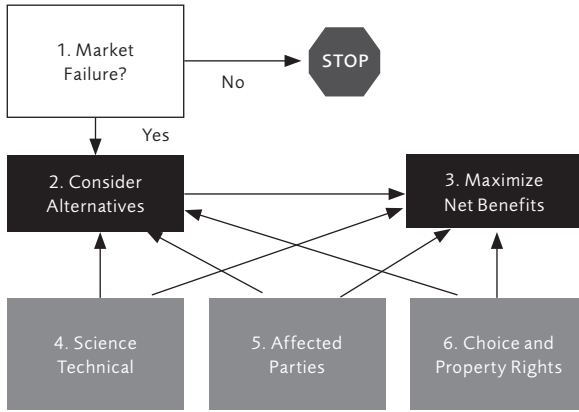 1. Market
Failure?
STOP
No
Yes
2. Consider
Alternatives
3. Maximize
Net Benefits
4. Science
Technical
5. Affected
Parties
6. Choice and
Property Rights